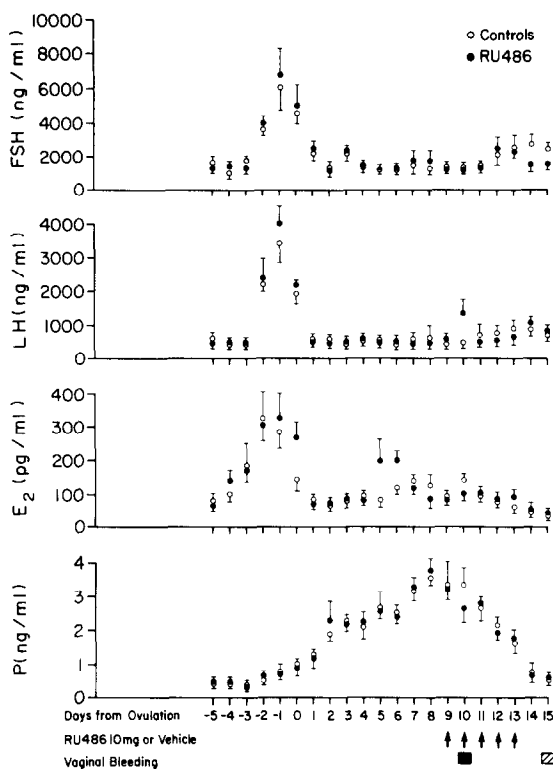 10000
8000
6000
4000
2000
0
FSH (ng/ml)
Controls
RU486
4000
3000
2000
1000
0
LH (ng/ml)
400
300
200
100
0
E2 (pg/ml)
4
3
2
1
0
P (ng/ml)
Days from Ovulation -5 -4 -3 -2 -1 0 1 2 3 4 5 6 7 8 9 10 11 12 13 14 15
RU486 10mg or Vehicle
Vaginal Bleeding